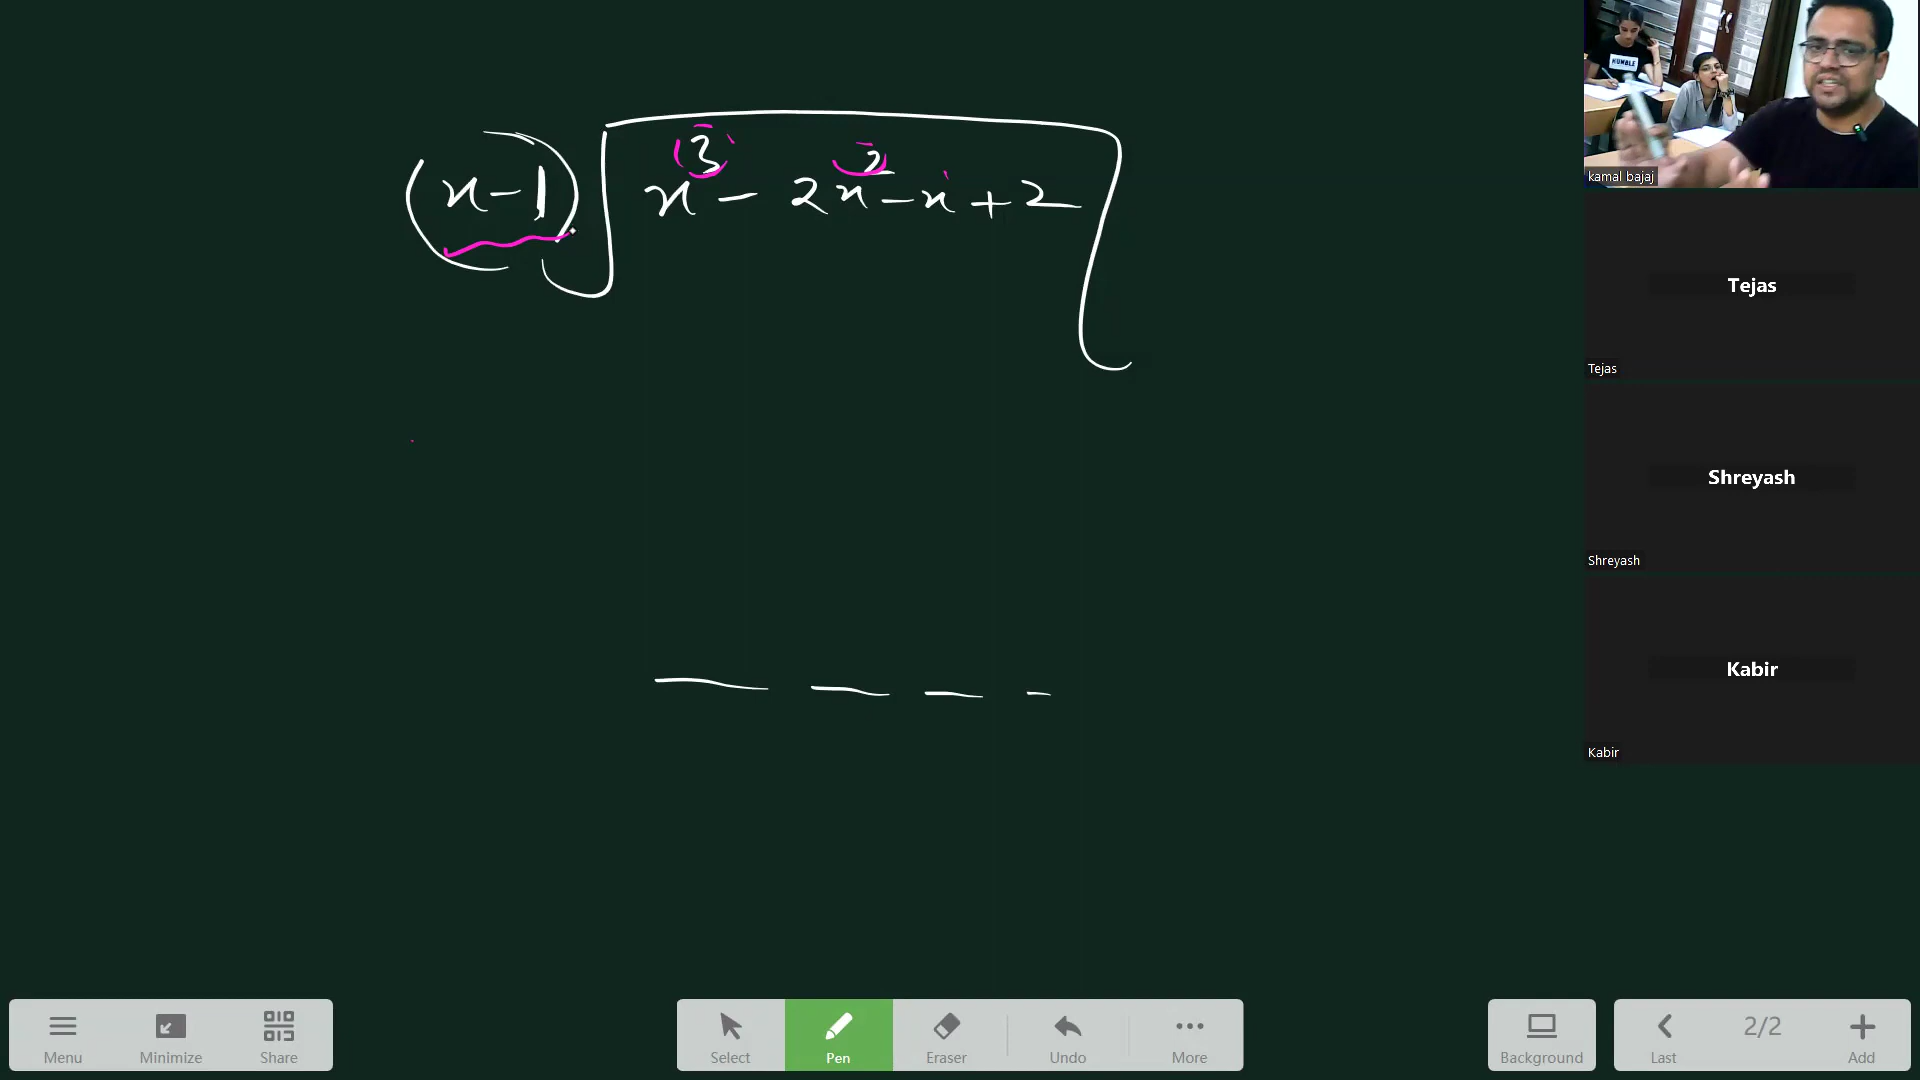 (x-1) x³ - 2x² - x + 2
HUMBLE
kamal bajaj
Tejas
Tejas
Shreyash
Shreyash
Kabir
Kabir
Menu Minimize Share Select Pen Eraser Undo More Background Last 2/2 Add